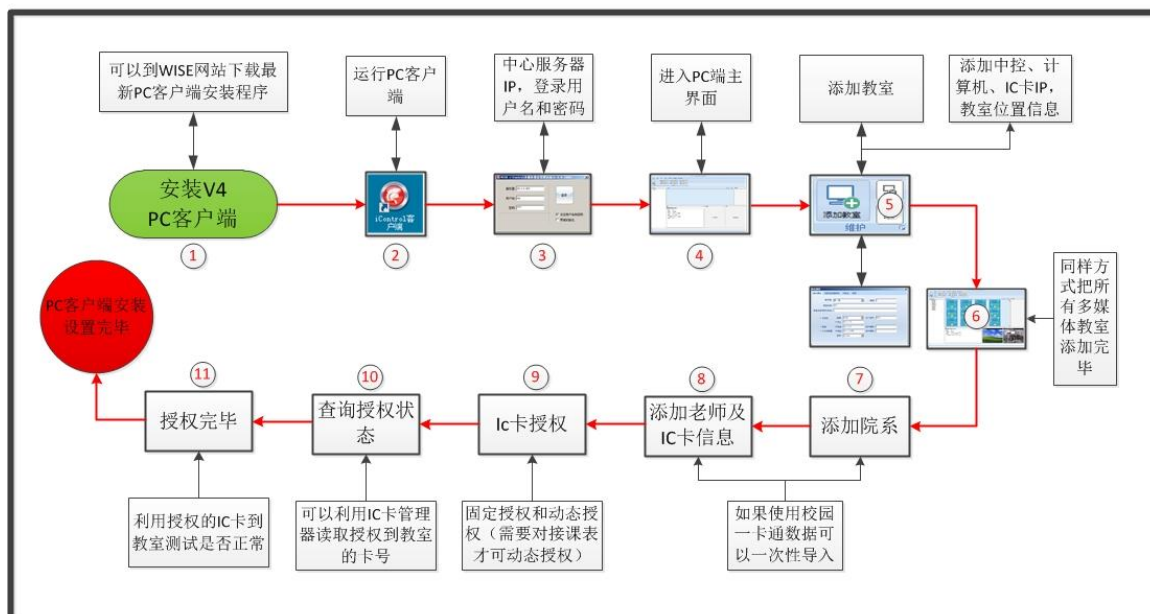 可以到WISE网站下载最
新PC客户端安装程序
运行PC客户
端
中心服务器
IP，登录用
户名和密码
进入PC端主
界面
添加教室
添加中控、计
算机、IC卡IP，
教室位置信息
安装V4
PC客户端
iControl客
户端
添加教室
维护
1
2
3
4
5
同样方
式把所
有多媒
体教室
添加完
毕
6
PC客户端安装
设置完毕
11
10
9
8
7
授权完毕
查询授权状
态
Ic卡授权
添加老师及
IC卡信息
添加院系
利用授权的IC卡到
教室测试是否正常
可以利用IC卡管理
器读取授权到教室
的卡号
固定授权和动态授
权（需要对接课表
才可动态授权）
如果使用校园
一卡通数据可
以一次性导入